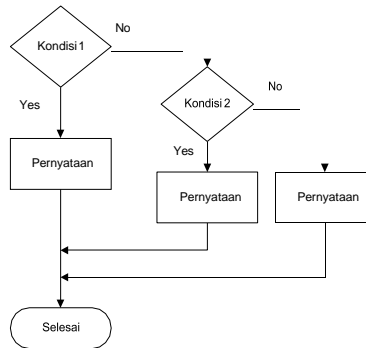 No
Kondisi 1
No
Yes
Kondisi 2
Yes
Pernyataan
Pernyataan
Pernyataan
Selesai